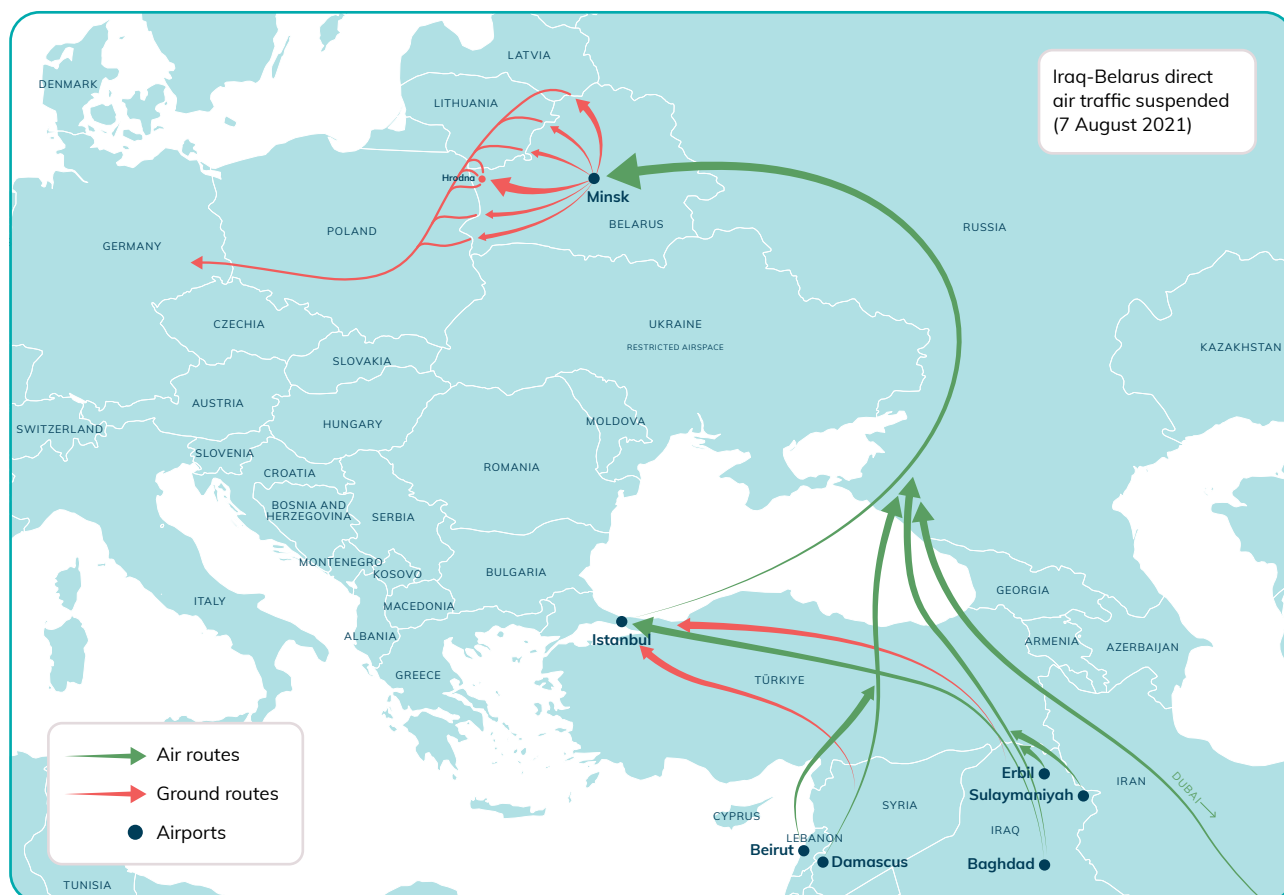 LATVIA
DENMARK
LITHUANIA
Iraq-Belarus direct
air traffic suspended
(7 August 2021)
Hrodna
Minsk
BELARUS
RUSSIA
POLAND
GERMANY
CZECHIA
UKRAINE
RESTRICTED AIRSPACE
KAZAKHSTAN
SLOVAKIA
AUSTRIA
HUNGARY
MOLDOVA
SWITZERLAND
SLOVENIA
CROATIA
ROMANIA
BOSNIA AND
HERZEGOVINA
SERBIA
MONTENEGRO
KOSOVO
BULGARIA
GEORGIA
ITALY
MACEDONIA
ALBANIA
Istanbul
ARMENIA
AZERBAIJAN
GREECE
TÜRKIYE
Air routes
Ground routes
Airports
Erbil
Sulaymaniyah
IRAN
DUBAI
CYPRUS
SYRIA
LEBANON
IRAQ
Beirut
Damascus
Baghdad
TUNISIA